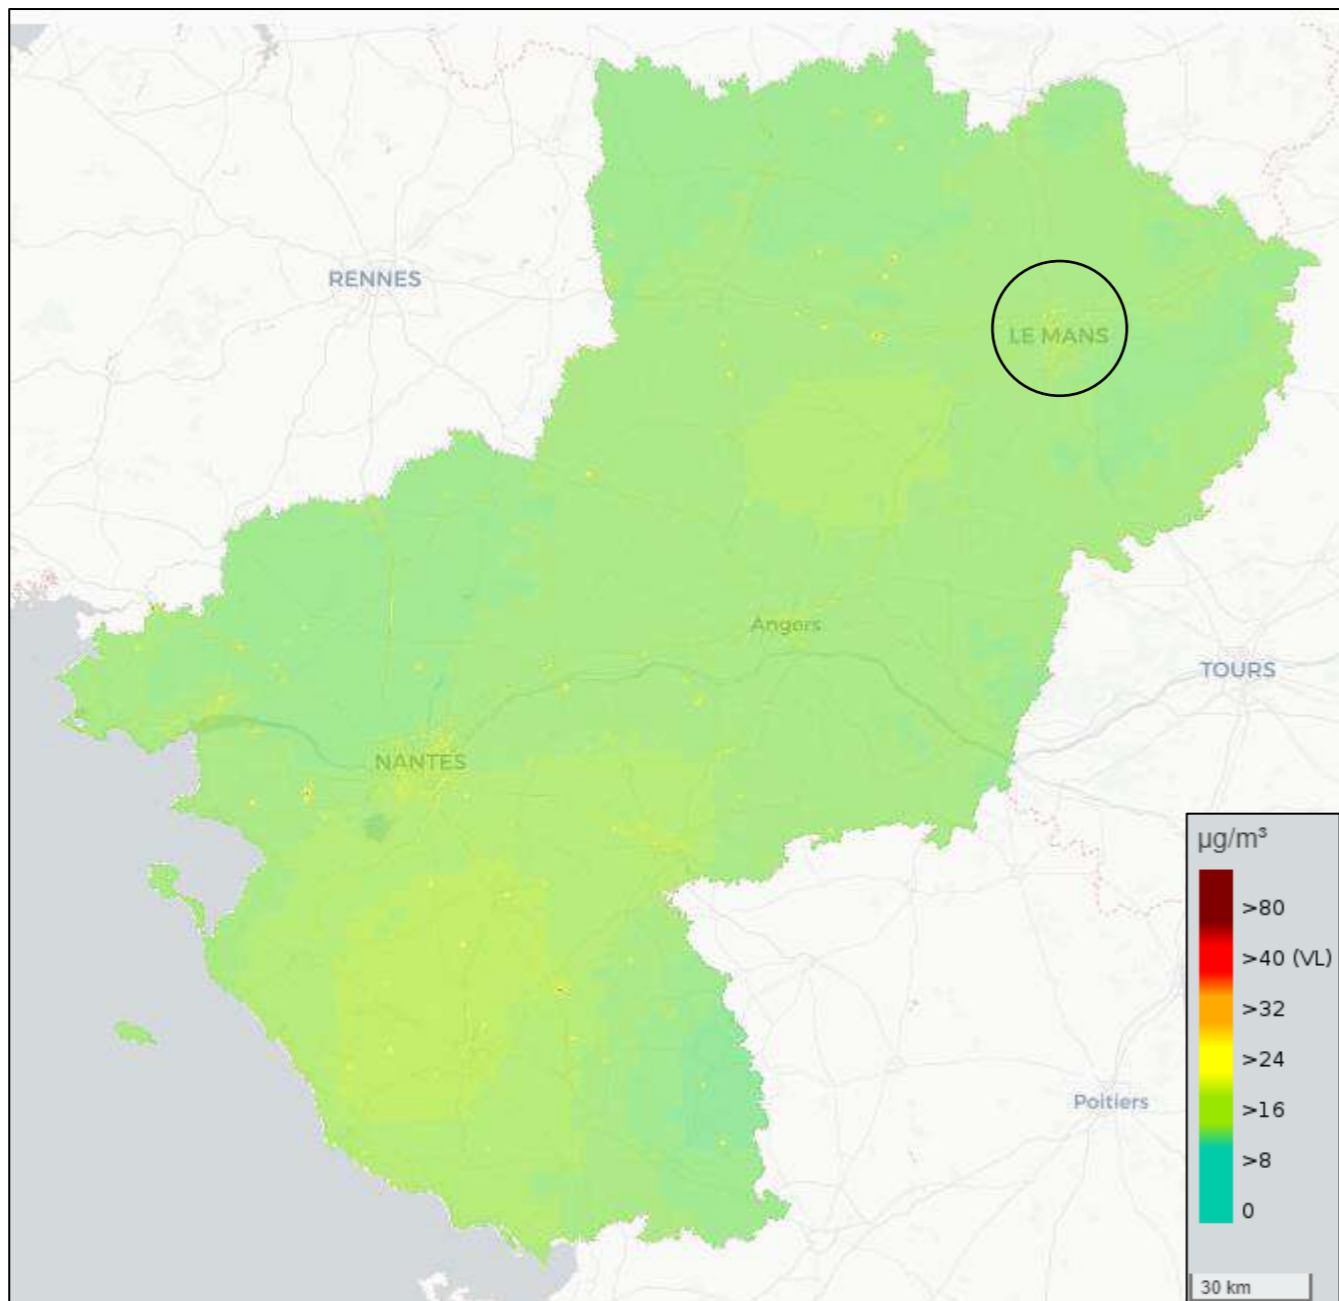 RENNES
LE MANS
Angers
TOURS
NANTES
Poitiers
µg/m³
>80
>40 (VL)
>32
>24
>16
>8
0
30 km